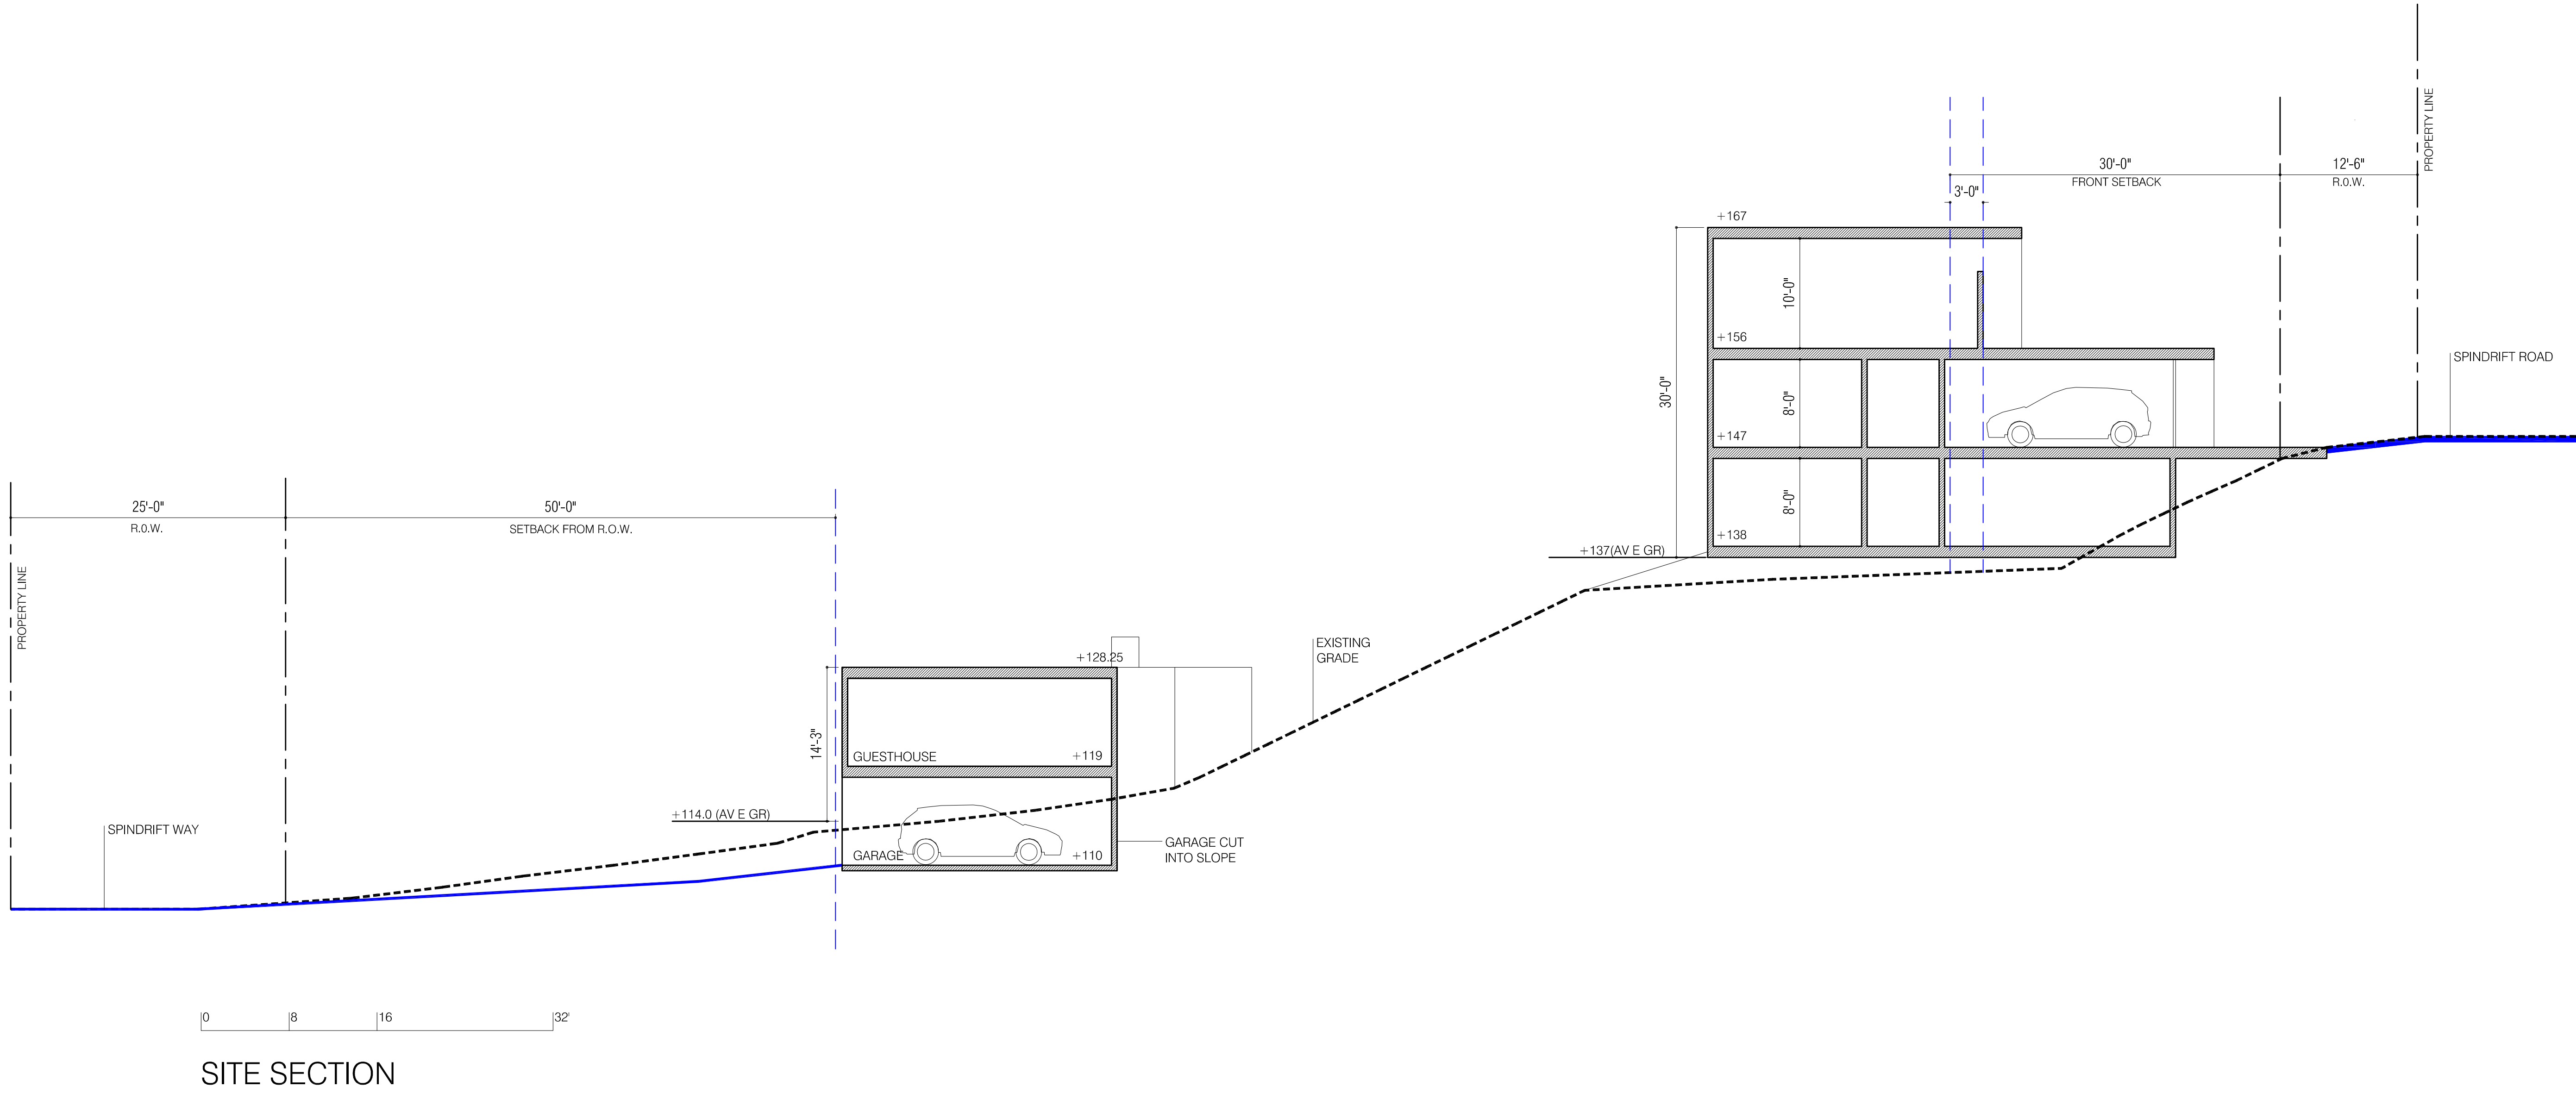 PROPERTY LINE
30'-0"
12'-6"
FRONT SETBACK
R.O.W.
3'-0"
+167
10'-0"
+156
SPINDRIFT ROAD
30'-0"
8'-0"
+147
25'-0"
50'-0"
R.O.W.
SETBACK FROM R.O.W.
8'-0"
+138
+137(AV E GR)
PROPERTY LINE
EXISTING
GRADE
+128.25
14'-3"
GUESTHOUSE
+119
+114.0 (AV E GR)
SPINDRIFT WAY
GARAGE CUT
INTO SLOPE
GARAGE
+110
0
8
16
32'
SITE SECTION